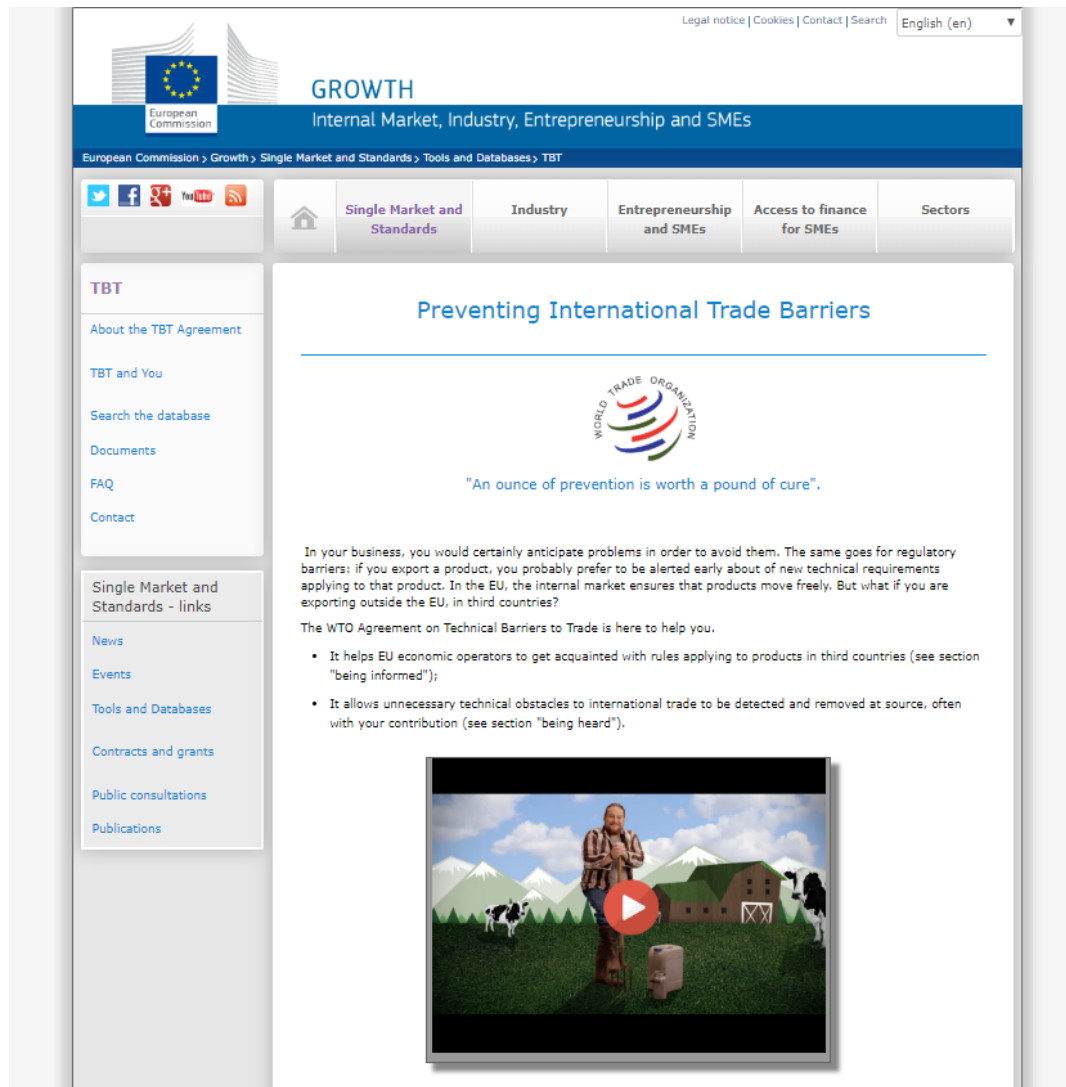 Legal notice | Cookies | Contact | Search
English (en)
European
Commission
GROWTH
Internal Market, Industry, Entrepreneurship and SMEs
European Commission > Growth > Single Market and Standards > Tools and Databases > TBT
You Tube
Single Market and
Standards
Industry
Entrepreneurship
and SMEs
Access to finance
for SMEs
Sectors
TBT
About the TBT Agreement
TBT and You
Search the database
Documents
FAQ
Contact
Single Market and
Standards - links
News
Events
Tools and Databases
Contracts and grants
Public consultations
Publications
Preventing International Trade Barriers
WORLD TRADE ORGANIZATION
"An ounce of prevention is worth a pound of cure".
In your business, you would certainly anticipate problems in order to avoid them. The same goes for regulatory
barriers: if you export a product, you probably prefer to be alerted early about of new technical requirements
applying to that product. In the EU, the internal market ensures that products move freely. But what if you are
exporting outside the EU, in third countries?
The WTO Agreement on Technical Barriers to Trade is here to help you.
• It helps EU economic operators to get acquainted with rules applying to products in third countries (see section
"being informed");
• It allows unnecessary technical obstacles to international trade to be detected and removed at source, often
with your contribution (see section "being heard").